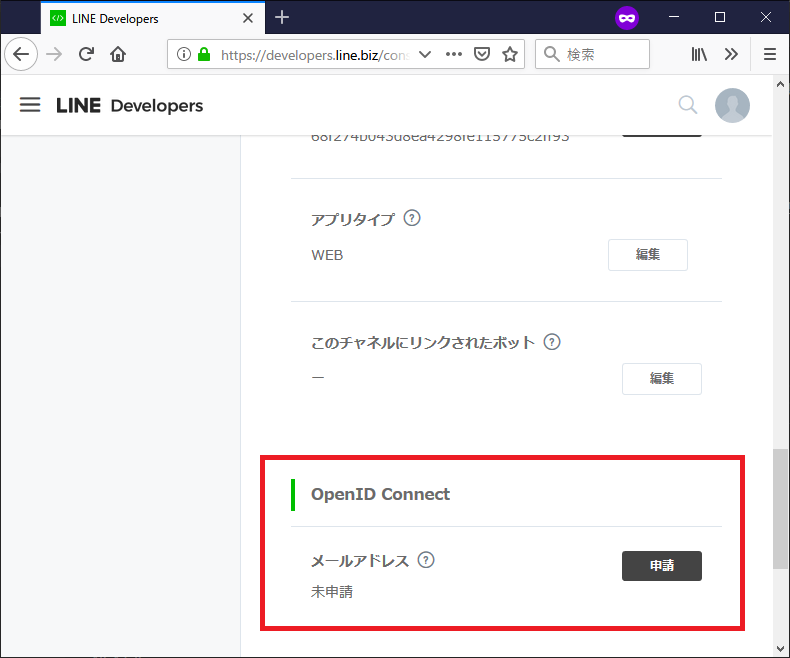 LINE Developers
https://developers.line.biz/con
検索
LINE Developers
アプリタイプ
WEB
編集
このチャネルにリンクされたボット
—
編集
OpenID Connect
メールアドレス
申請
未申請